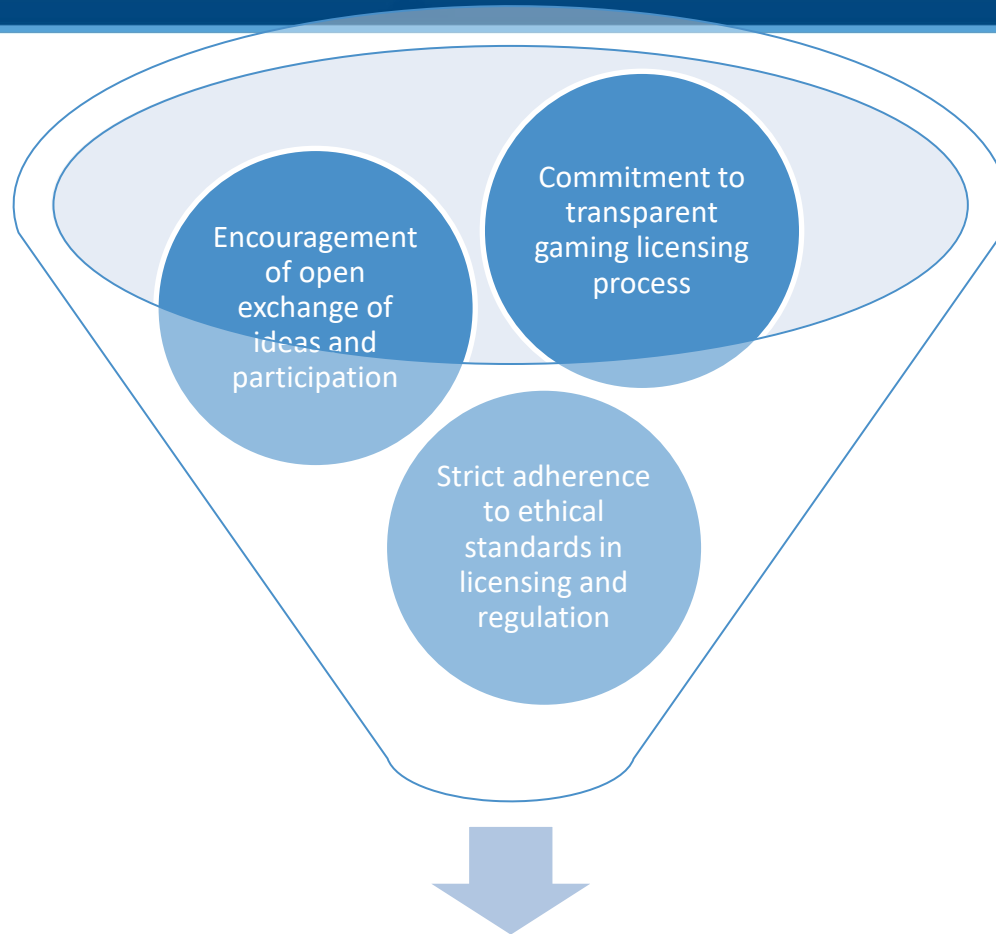 Encouragement
of open
exchange of
ideas and
participation
Commitment to
transparent
gaming licensing
process
Strict adherence
to ethical
standards in
licensing and
regulation